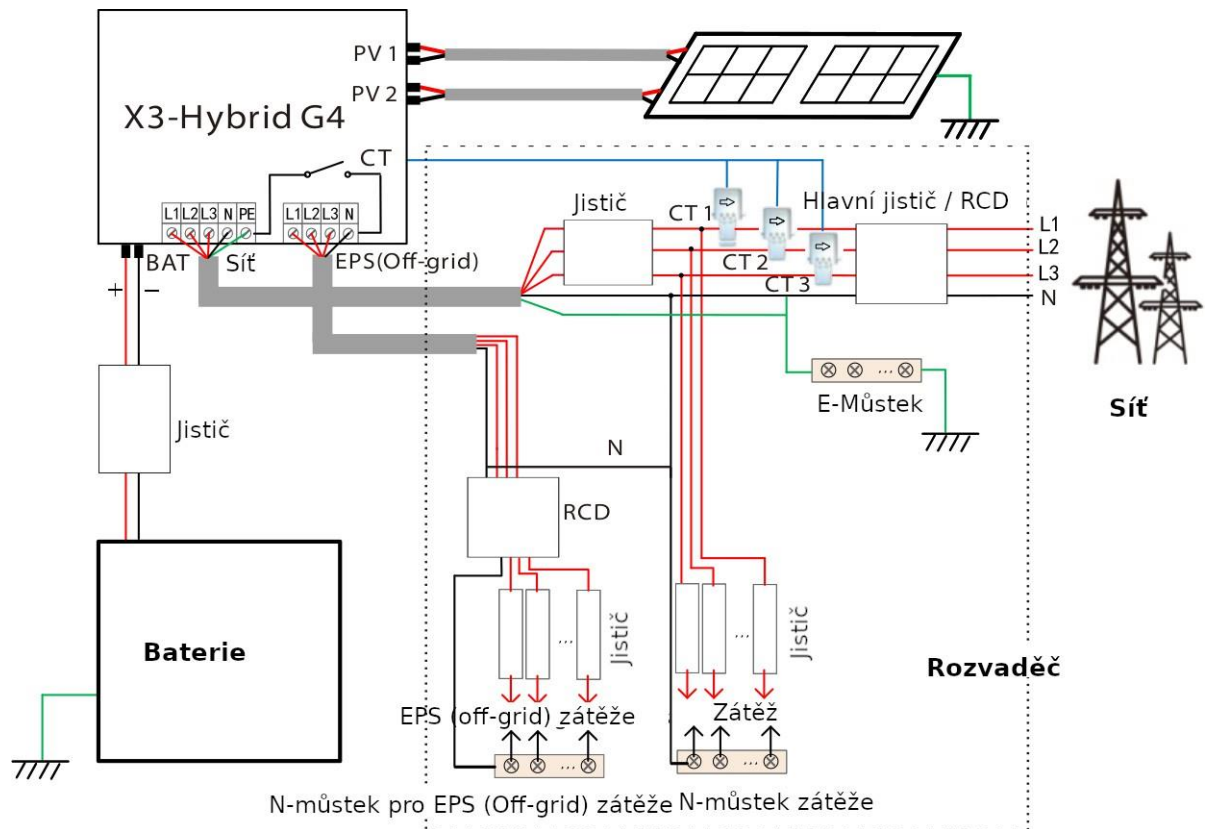 PV 1
PV 2
X3-Hybrid G4
CT
L1 L2 L3 N PE
L1 L2 L3 N
BAT
Síť
EPS(Off-grid)
+
−
Jistič
CT 1
CT 2
CT 3
Hlavní jistič / RCD
L1
L2
L3
N
Síť
...
E-Můstek
Jistič
N
RCD
Baterie
...
Jistič
...
Jistič
Rozvaděč
EPS (off-grid) zátěže
Zátěž
...
...
N-můstek pro EPS (Off-grid) zátěže
N-můstek zátěže